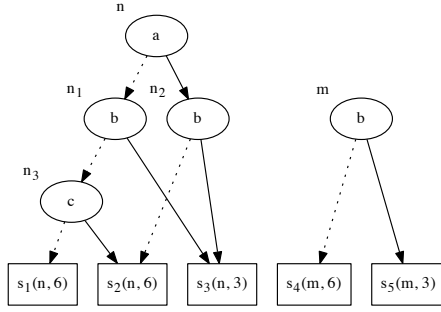 n
a
n₁
b
n₂
b
m
b
n₃
c
s₁(n, 6)
s₂(n, 6)
s₃(n, 3)
s₄(m, 6)
s₅(m, 3)